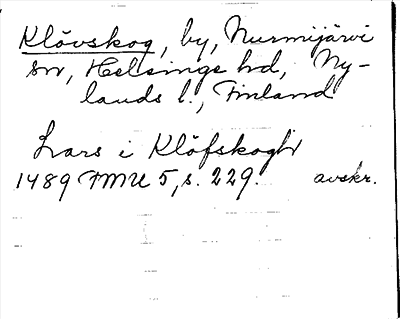 Klövskog, by, Nurmijärvi
sn, Helsinge hd, Ny-
lands l., Finland
Lars i Klöfskogh
1489 FMU 5, s. 229. avskr.